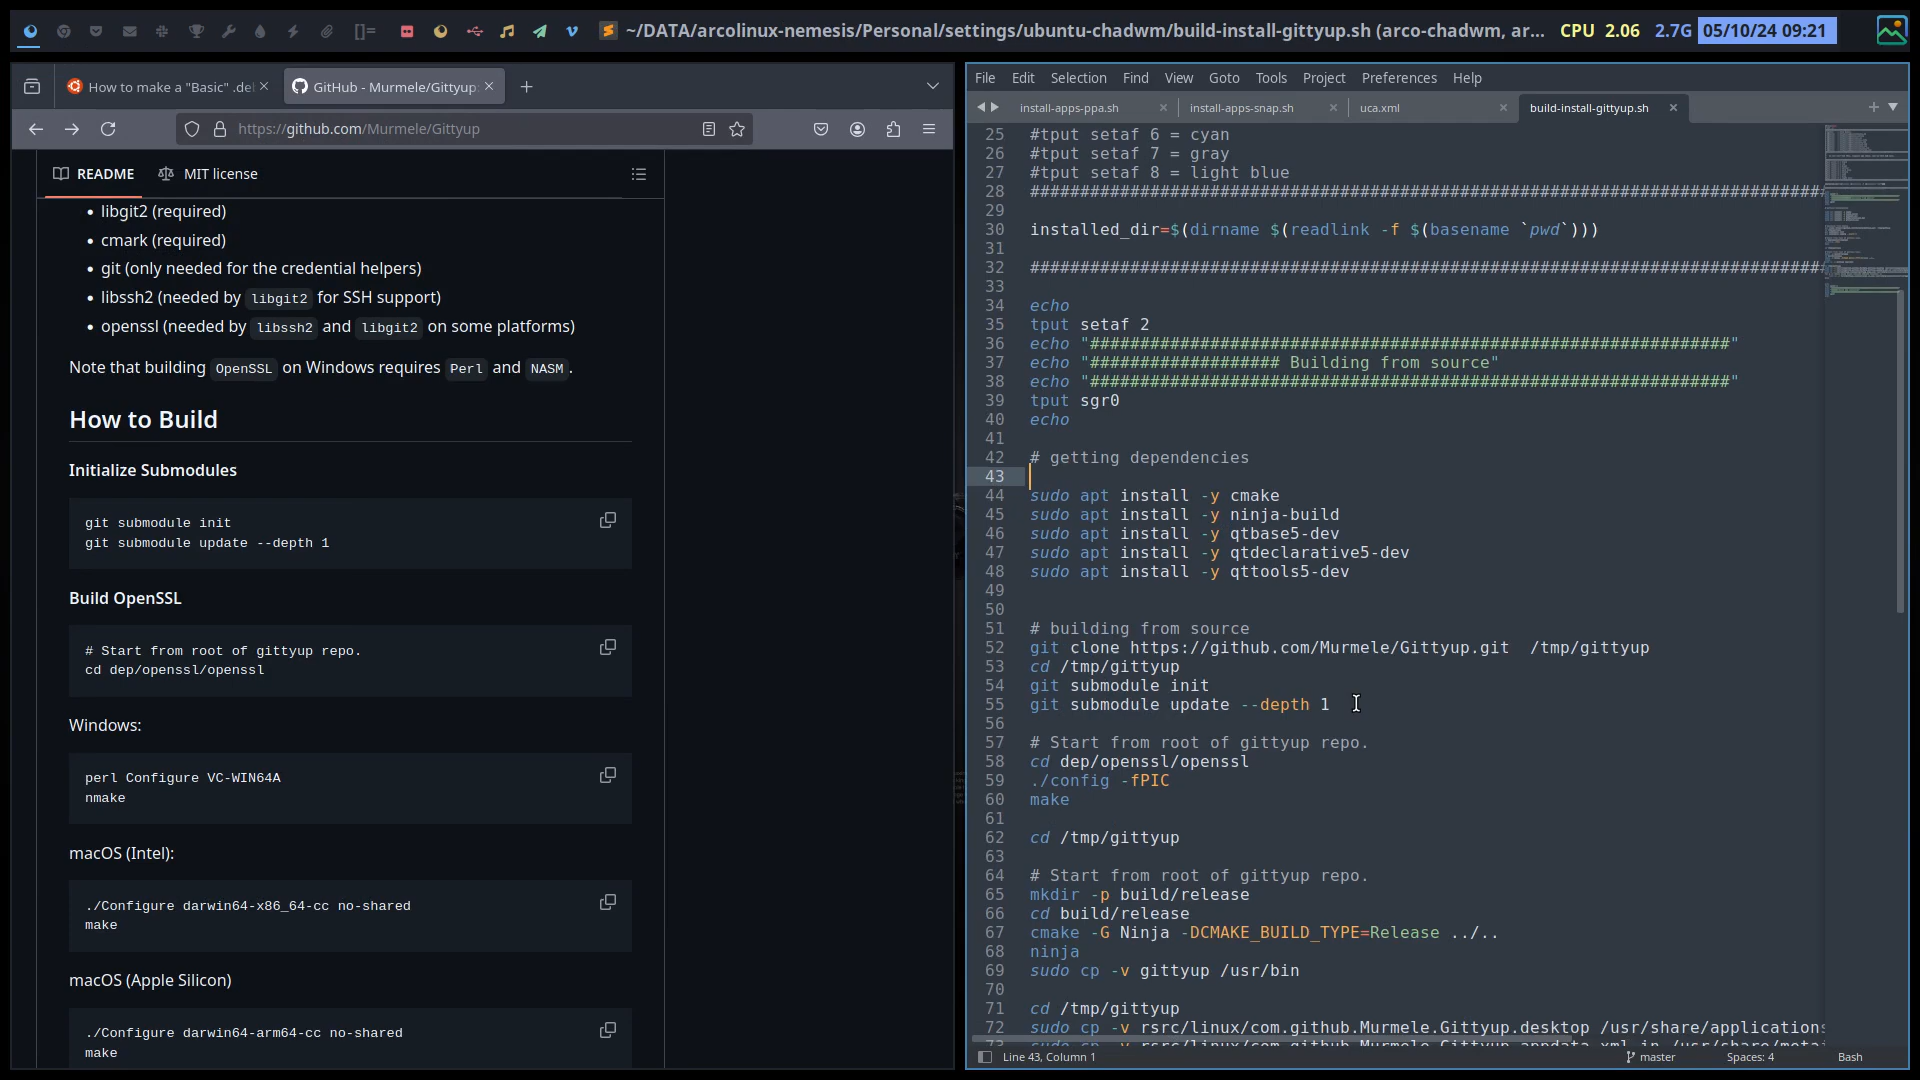 ~/DATA/arcolinux-nemesis/Personal/settings/ubuntu-chadwm/build-install-gittyup.sh (arco-chadwm, ar...
CPU 2.06 2.7G 05/10/24 09:21
How to make a "Basic" .de
GitHub - Murmele/Gittyup:
https://github.com/Murmele/Gittyup
README
MIT license
libgit2 (required)
cmark (required)
git (only needed for the credential helpers)
libssh2 (needed by libgit2 for SSH support)
openssl (needed by libssh2 and libgit2 on some platforms)
Note that building OpenSSL on Windows requires Perl and NASM.
How to Build
Initialize Submodules
git submodule init
git submodule update --depth 1
Build OpenSSL
# Start from root of gittyup repo.
cd dep/openssl/openssl
Windows:
perl Configure VC-WIN64A
nmake
macOS (Intel):
./Configure darwin64-x86_64-cc no-shared
make
macOS (Apple Silicon)
./Configure darwin64-arm64-cc no-shared
make
File Edit Selection Find View Goto Tools Project Preferences Help
install-apps-ppa.sh
install-apps-snap.sh
uca.xml
build-install-gittyup.sh
25 #tput setaf 6 = cyan
26 #tput setaf 7 = gray
27 #tput setaf 8 = light blue
28 ################################################################################
29
30 installed_dir=$(dirname $(readlink -f $(basename `pwd`)))
31
32 ################################################################################
33
34 echo
35 tput setaf 2
36 echo "################################################################"
37 echo "################### Building from source"
38 echo "################################################################"
39 tput sgr0
40 echo
41
42 # getting dependencies
43
44 sudo apt install -y cmake
45 sudo apt install -y ninja-build
46 sudo apt install -y qtbase5-dev
47 sudo apt install -y qtdeclarative5-dev
48 sudo apt install -y qttools5-dev
49
50
51 # building from source
52 git clone https://github.com/Murmele/Gittyup.git  /tmp/gittyup
53 cd /tmp/gittyup
54 git submodule init
55 git submodule update --depth 1
56
57 # Start from root of gittyup repo.
58 cd dep/openssl/openssl
59 ./config -fPIC
60 make
61
62 cd /tmp/gittyup
63
64 # Start from root of gittyup repo.
65 mkdir -p build/release
66 cd build/release
67 cmake -G Ninja -DCMAKE_BUILD_TYPE=Release ../..
68 ninja
69 sudo cp -v gittyup /usr/bin
70
71 cd /tmp/gittyup
72 sudo cp -v rsrc/linux/com.github.Murmele.Gittyup.desktop /usr/share/applications
Line 43, Column 1
master
Spaces: 4
Bash